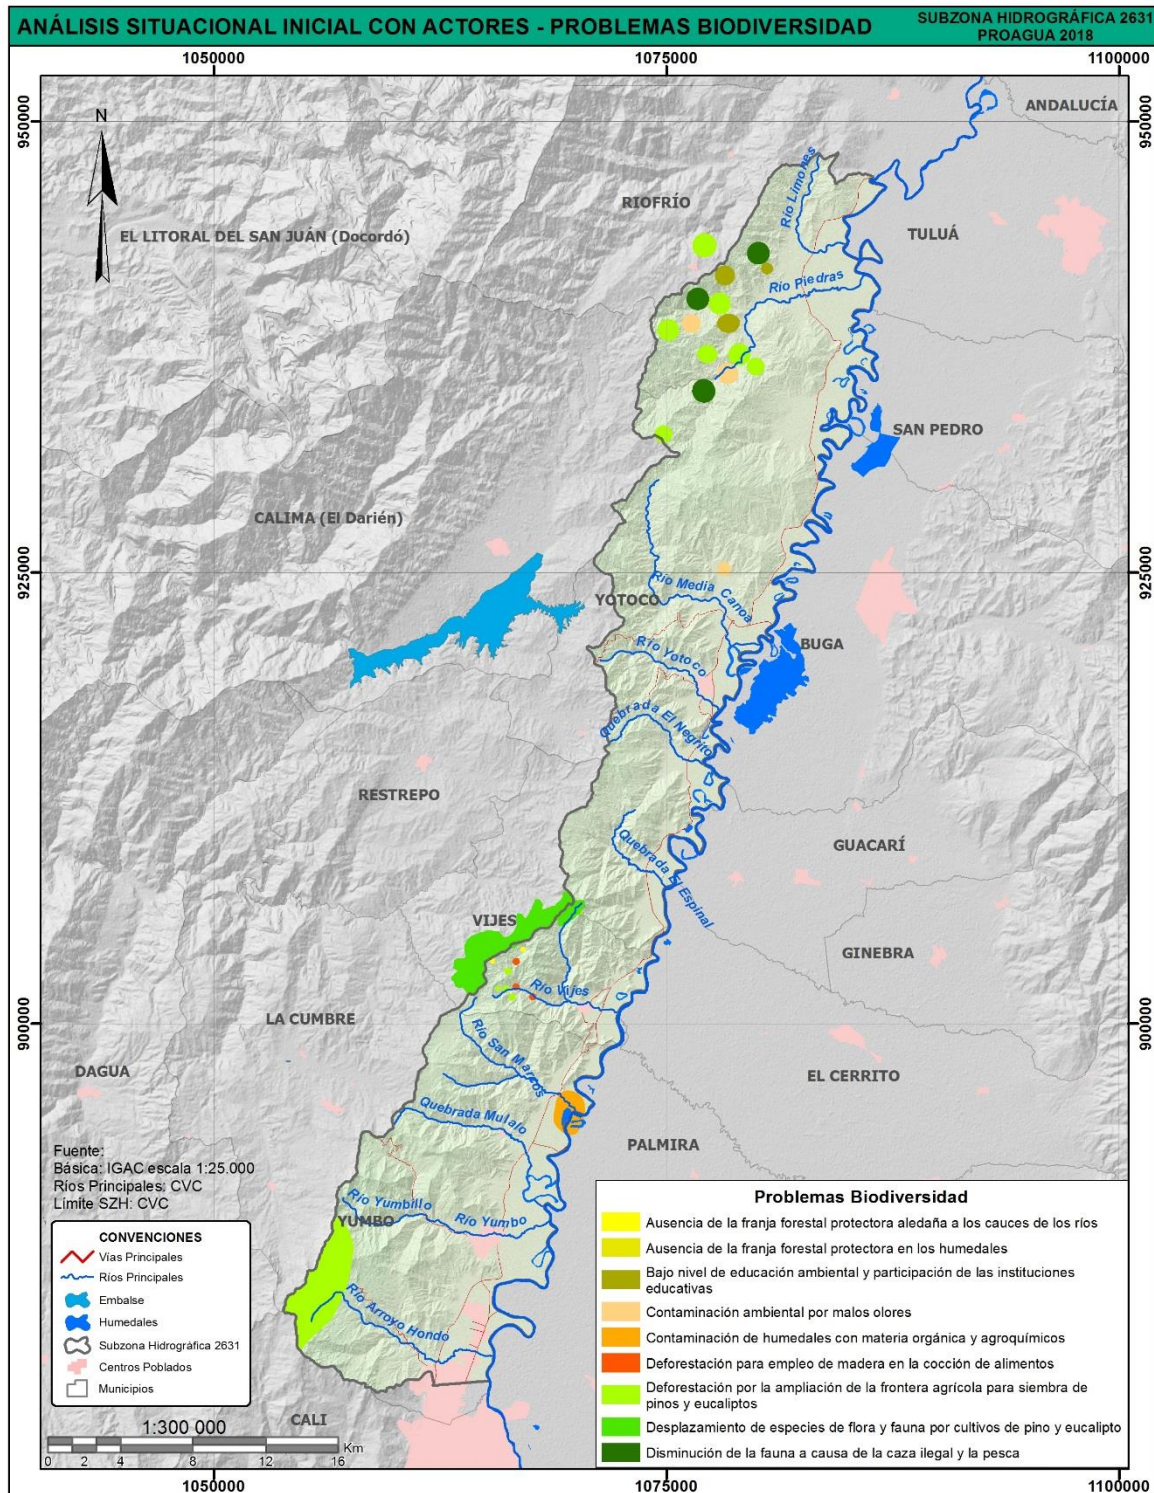 ANÁLISIS SITUACIONAL INICIAL CON ACTORES - PROBLEMAS BIODIVERSIDAD
SUBZONA HIDROGRÁFICA 2631
PROAGUA 2018
1050000
1075000
1100000
950000
950000
N
ANDALUCÍA
RIOFRÍO
Río Limones
EL LITORAL DEL SAN JUÁN (Docordó)
TULUÁ
Río Piedras
SAN PEDRO
CALIMA (El Darién)
925000
925000
Río Media Canoa
YOTOCO
BUGA
Río Yotoco
Quebrada El Negrito
RESTREPO
GUACARÍ
Quebrada El Espinal
VIJES
GINEBRA
Río Vijes
900000
900000
LA CUMBRE
Río San Marcos
DAGUA
EL CERRITO
Quebrada Mulalo
PALMIRA
Fuente:
Básica: IGAC escala 1:25.000
Ríos Principales: CVC
Límite SZH: CVC
Río Yumbillo
YUMBO
Río Yumbo
Río Arroyo Hondo
CALI
CONVENCIONES
Vías Principales
Ríos Principales
Embalse
Humedales
Subzona Hidrográfica 2631
Centros Poblados
Municipios
1:300 000
Km
0 2 4 8 12 16
Problemas Biodiversidad
Ausencia de la franja forestal protectora aledaña a los cauces de los ríos
Ausencia de la franja forestal protectora en los humedales
Bajo nivel de educación ambiental y participación de las instituciones
educativas
Contaminación ambiental por malos olores
Contaminación de humedales con materia orgánica y agroquímicos
Deforestación para empleo de madera en la cocción de alimentos
Deforestación por la ampliación de la frontera agrícola para siembra de
pinos y eucaliptos
Desplazamiento de especies de flora y fauna por cultivos de pino y eucalipto
Disminución de la fauna a causa de la caza ilegal y la pesca
1050000
1075000
1100000